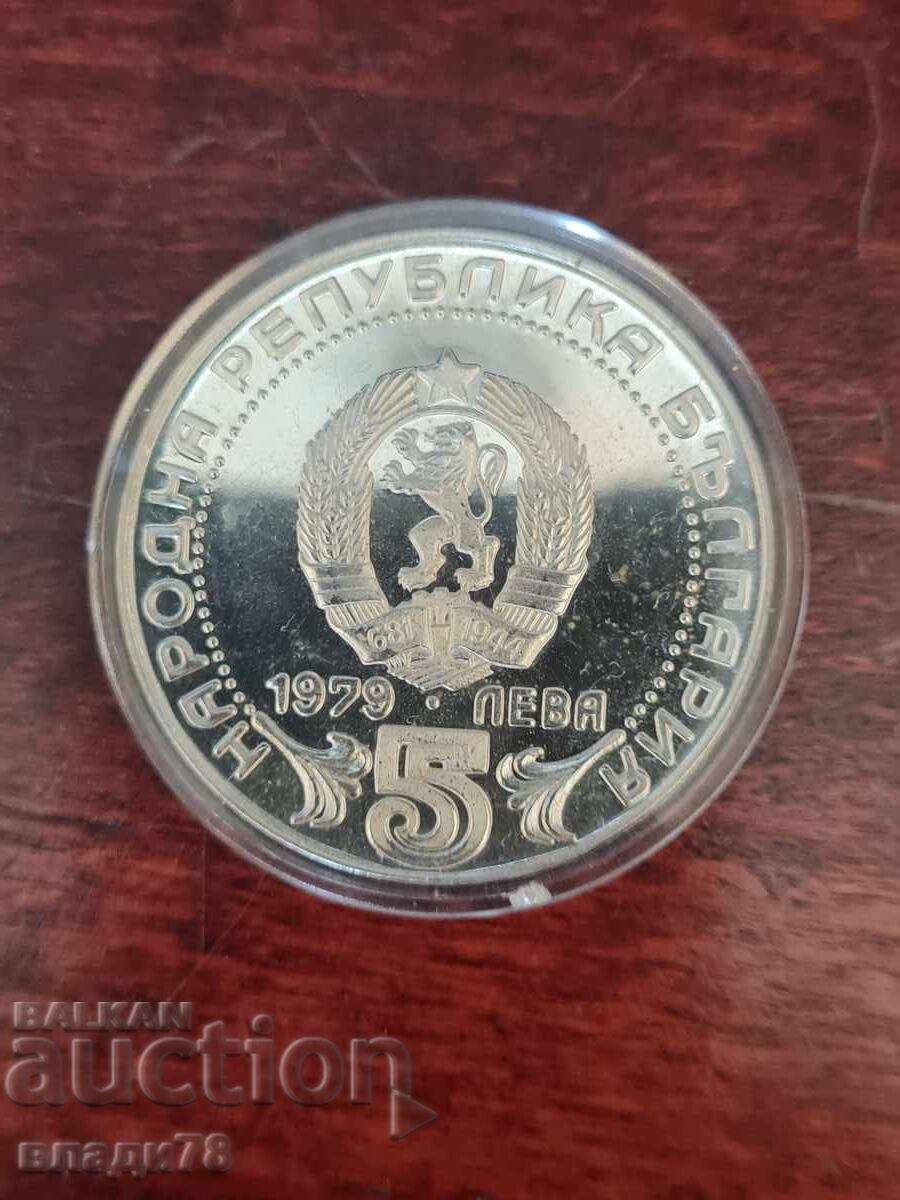 НАРОДНА РЕПУБЛИКА БЪЛГАРИЯ
681 1944
1979 · ЛЕВА
5
BALKAN
auction
влади78